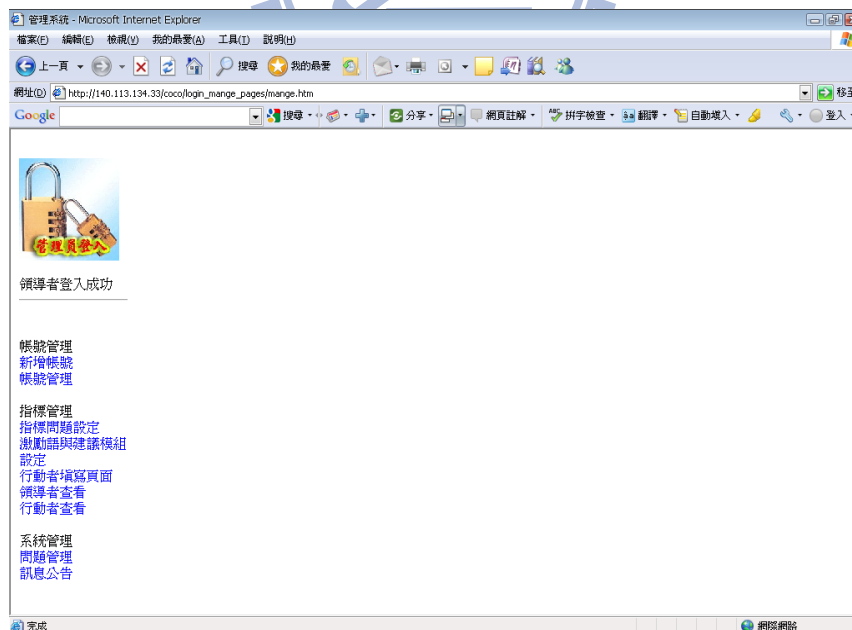 管理系統 - Microsoft Internet Explorer
檔案(F) 編輯(E) 檢視(V) 我的最愛(A) 工具(T) 說明(H)
上一頁 搜尋 我的最愛
網址(D) http://140.113.134.33/coco/login_mange_pages/mange.htm 移至
Google 搜尋 分享 網頁註解 ABC 拼字檢查 翻譯 自動填入 登入
管理員登入
領導者登入成功
帳號管理
新增帳號
帳號管理
指標管理
指標問題設定
激勵語與建議模組
設定
行動者填寫頁面
領導者查看
行動者查看
系統管理
問題管理
訊息公告
完成 網際網路